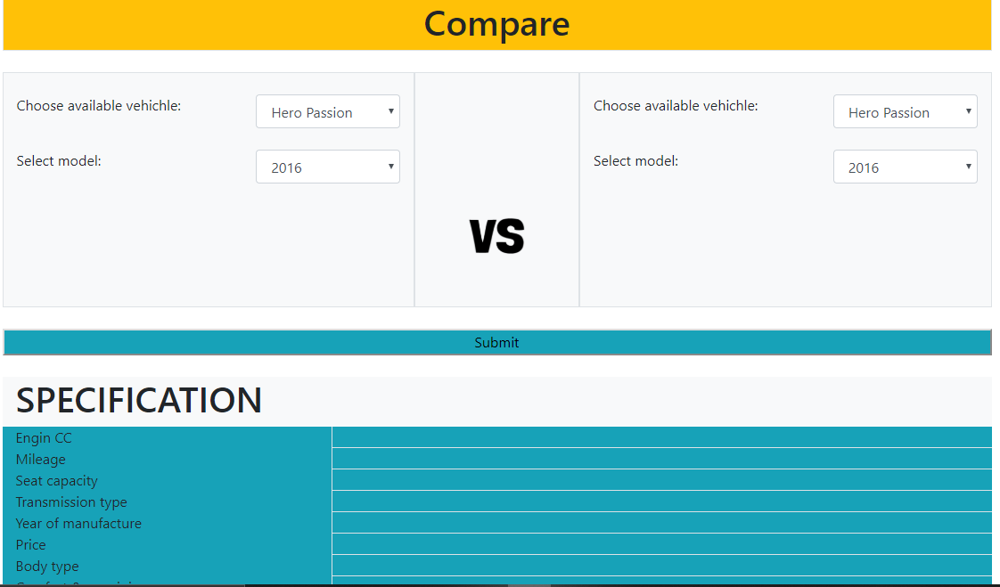 Compare
Choose available vehichle:
Hero Passion
Select model:
2016
VS
Choose available vehichle:
Hero Passion
Select model:
2016
Submit
SPECIFICATION
Engin CC
Mileage
Seat capacity
Transmission type
Year of manufacture
Price
Body type